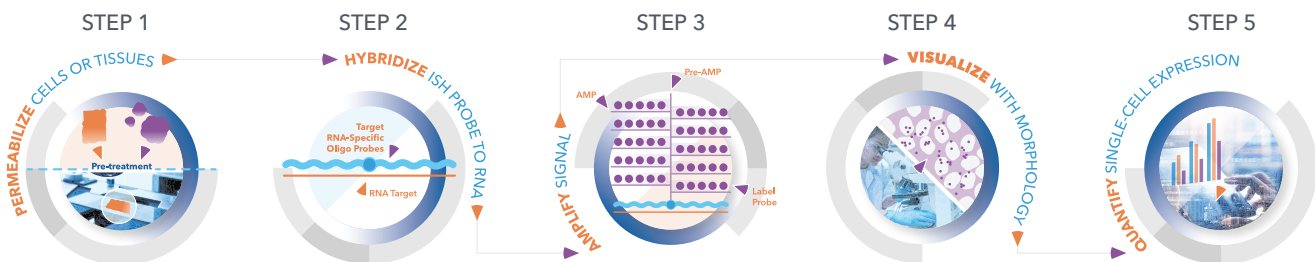 STEP 1
PERMEABILIZE CELLS OR TISSUES
Pre-treatment
STEP 2
HYBRIDIZE ISH PROBE TO RNA
Target
RNA-Specific
Oligo Probes
RNA Target
STEP 3
AMPLIFY SIGNAL
Pre-AMP
AMP
Label
Probe
STEP 4
VISUALIZE WITH MORPHOLOGY
STEP 5
QUANTIFY SINGLE-CELL EXPRESSION